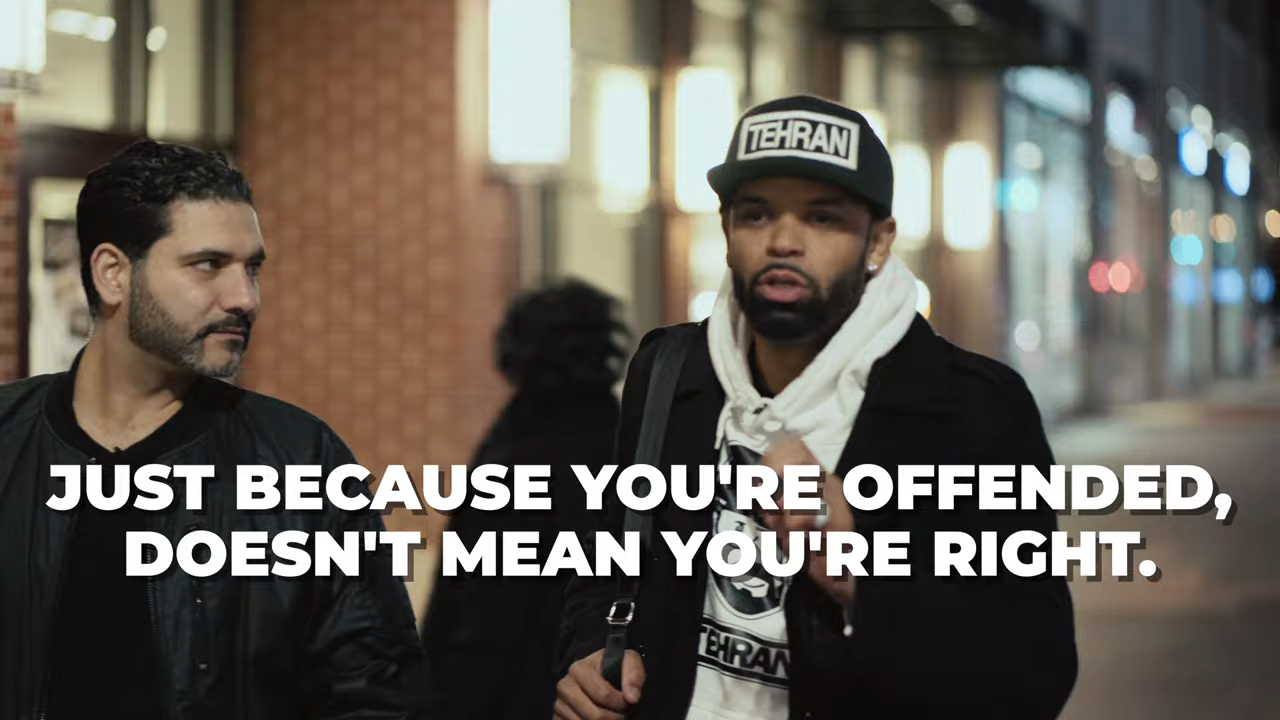 TEHRAN
JUST BECAUSE YOU'RE OFFENDED,
DOESN'T MEAN YOU'RE RIGHT.
TEHRAN